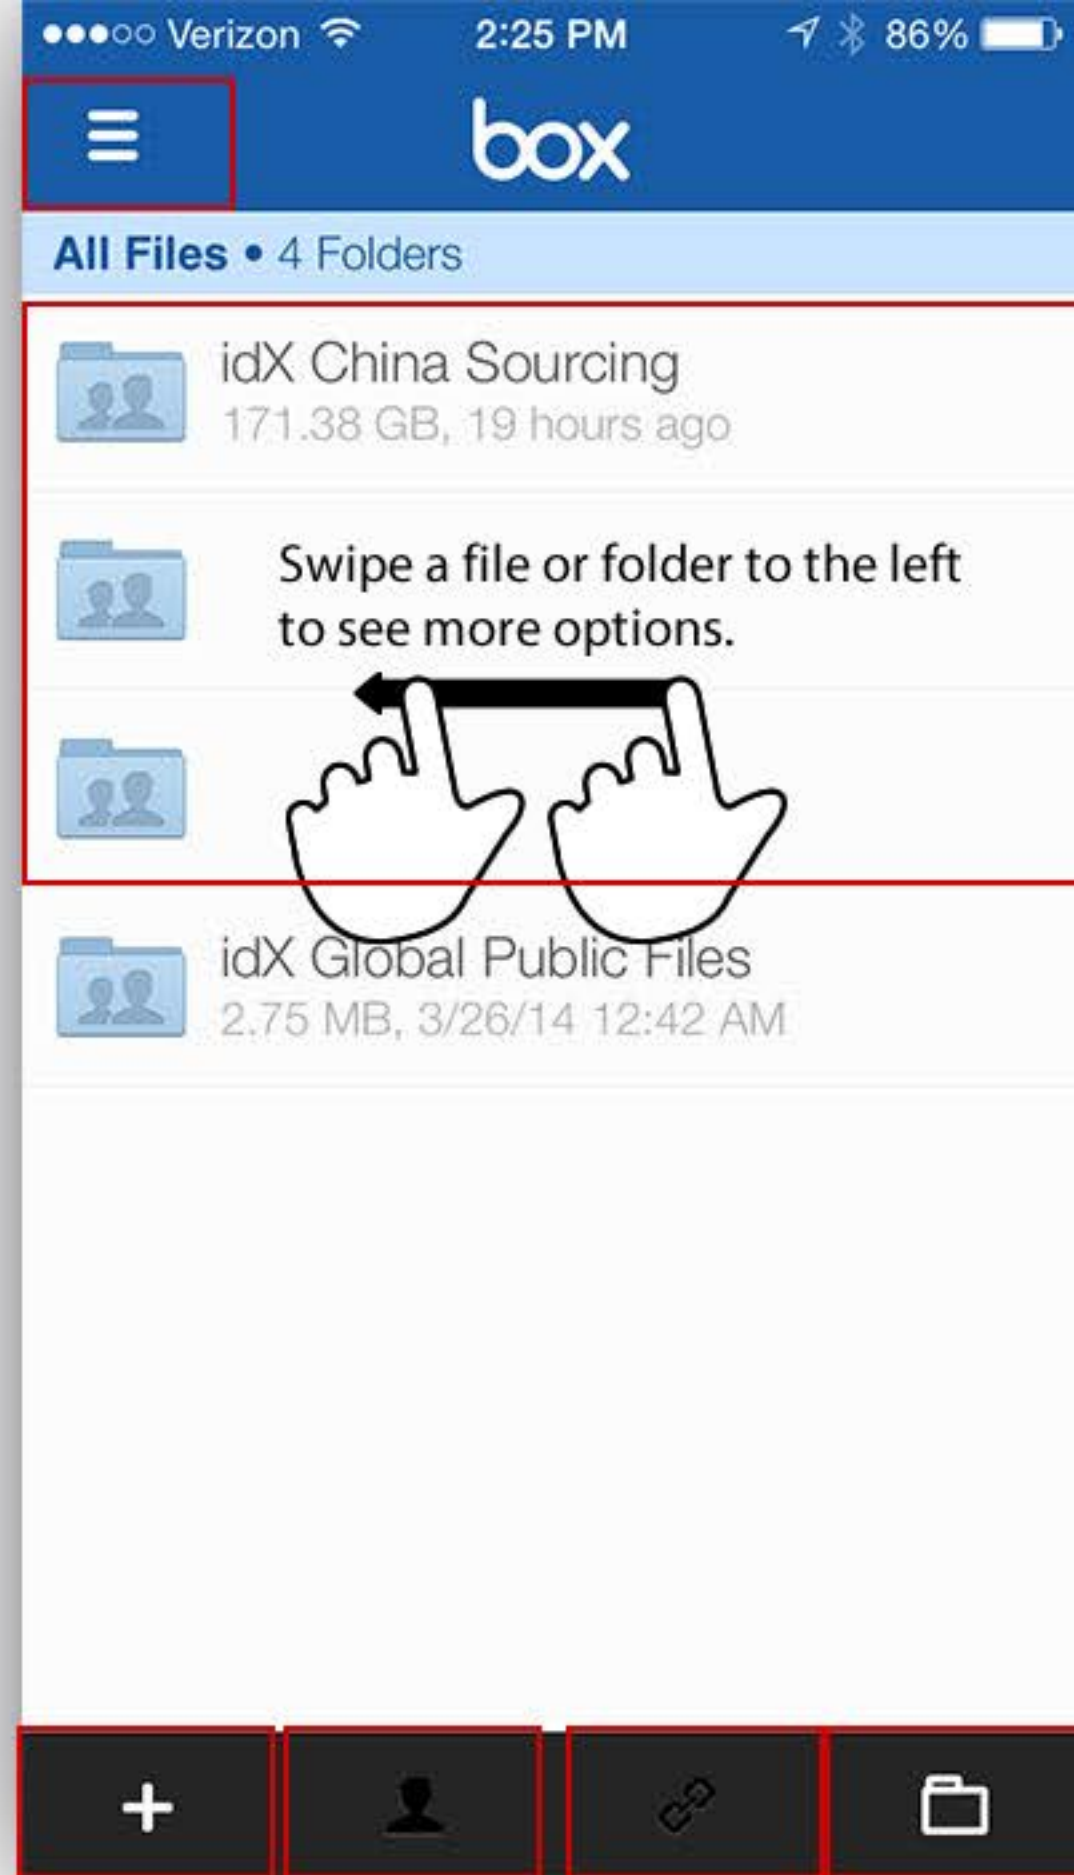 Verizon 2:25 PM 86%
box
All Files • 4 Folders
idX China Sourcing
171.38 GB, 19 hours ago
Swipe a file or folder to the left
to see more options.
idX Global Public Files
2.75 MB, 3/26/14 12:42 AM